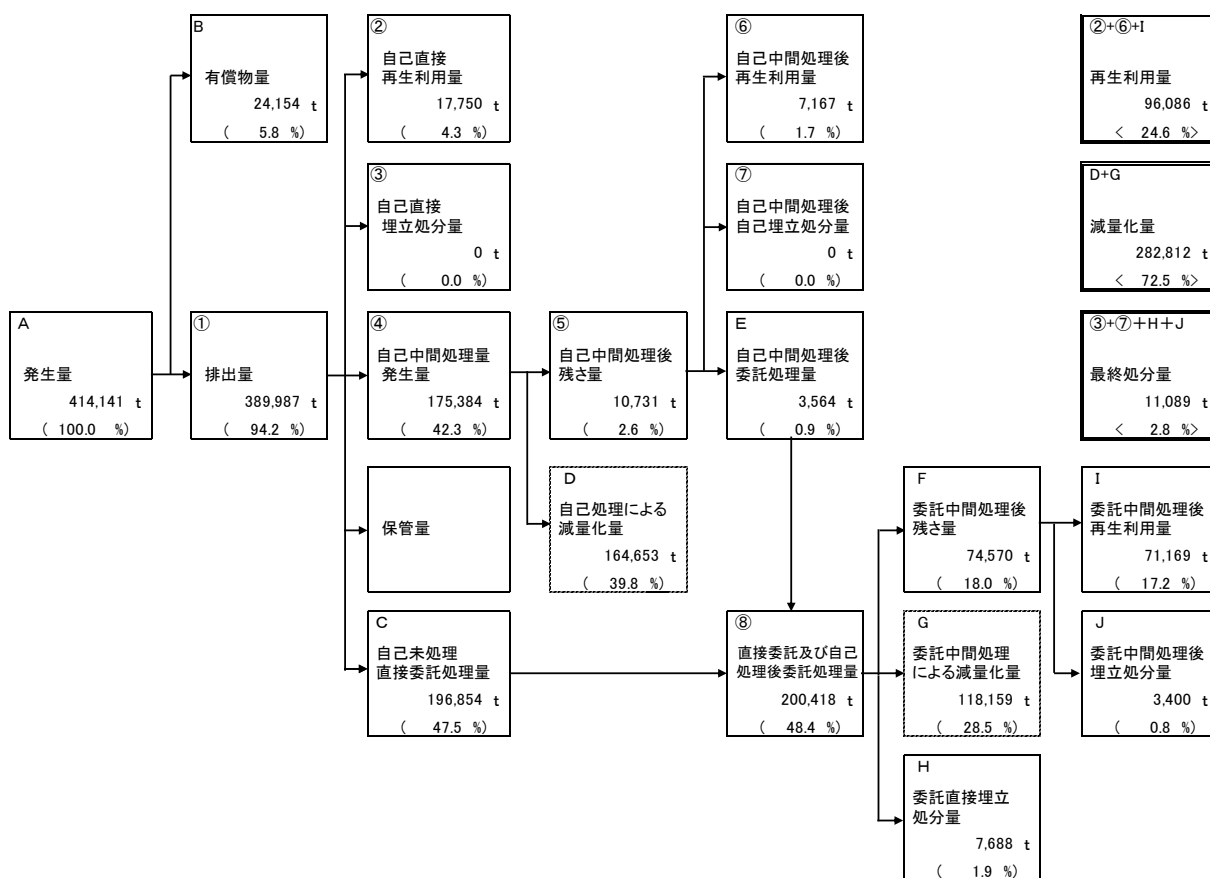 B
有償物量
24,154 t
( 5.8 %)
②
自己直接
再生利用量
17,750 t
( 4.3 %)
⑥
自己中間処理後
再生利用量
7,167 t
( 1.7 %)
②+⑥+I
再生利用量
96,086 t
< 24.6 %>
③
自己直接
埋立処分量
0 t
( 0.0 %)
⑦
自己中間処理後
自己埋立処分量
0 t
( 0.0 %)
D+G
減量化量
282,812 t
< 72.5 %>
A
発生量
414,141 t
( 100.0 %)
①
排出量
389,987 t
( 94.2 %)
④
自己中間処理量
発生量
175,384 t
( 42.3 %)
⑤
自己中間処理後
残さ量
10,731 t
( 2.6 %)
E
自己中間処理後
委託処理量
3,564 t
( 0.9 %)
③+⑦+H+J
最終処分量
11,089 t
< 2.8 %>
保管量
D
自己処理による
減量化量
164,653 t
( 39.8 %)
F
委託中間処理後
残さ量
74,570 t
( 18.0 %)
I
委託中間処理後
再生利用量
71,169 t
( 17.2 %)
C
自己未処理
直接委託処理量
196,854 t
( 47.5 %)
⑧
直接委託及び自己
処理後委託処理量
200,418 t
( 48.4 %)
G
委託中間処理
による減量化量
118,159 t
( 28.5 %)
J
委託中間処理後
埋立処分量
3,400 t
( 0.8 %)
H
委託直接埋立
処分量
7,688 t
( 1.9 %)